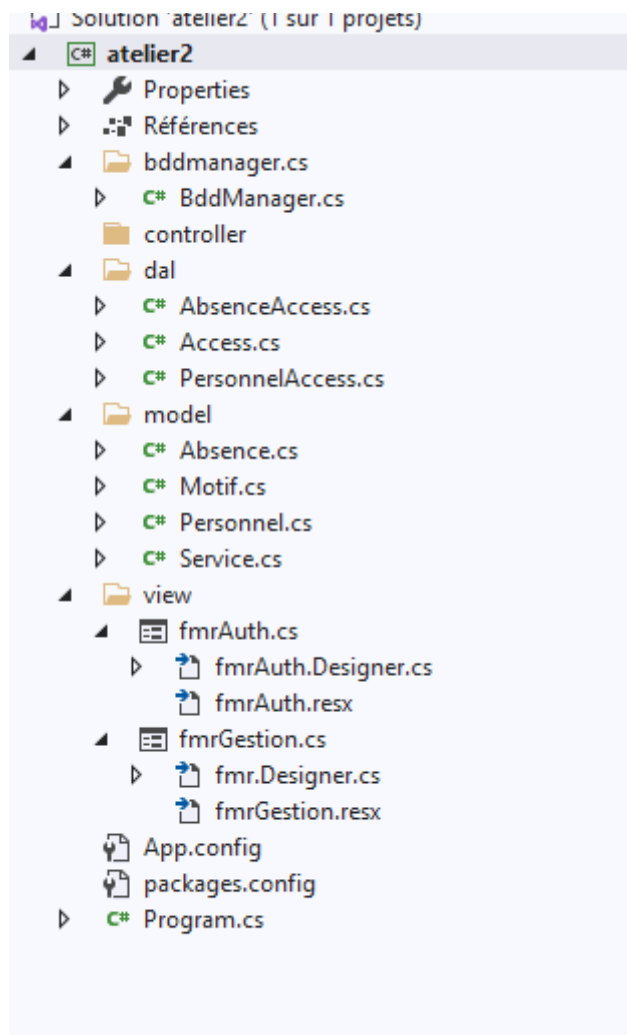 Solution 'atelier2' (1 sur 1 projets)
C# atelier2
Properties
Références
bddmanager.cs
C# BddManager.cs
controller
dal
C# AbsenceAccess.cs
C# Access.cs
C# PersonnelAccess.cs
model
C# Absence.cs
C# Motif.cs
C# Personnel.cs
C# Service.cs
view
fmrAuth.cs
fmrAuth.Designer.cs
fmrAuth.resx
fmrGestion.cs
fmr.Designer.cs
fmrGestion.resx
App.config
packages.config
C# Program.cs